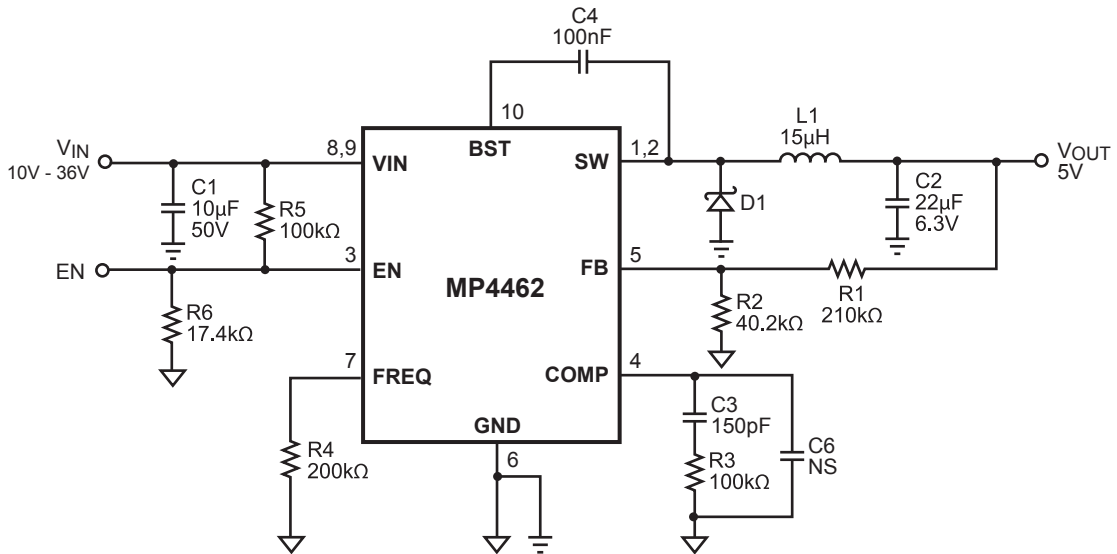 C4
100nF
10
L1
15µH
VIN
10V - 36V
8,9
VIN
BST
SW
1,2
VOUT
5V
C1
10µF
50V
R5
100kΩ
D1
C2
22µF
6.3V
EN
3
EN
MP4462
FB
5
R6
17.4kΩ
R2
40.2kΩ
R1
210kΩ
7
FREQ
COMP
4
GND
6
R4
200kΩ
C3
150pF
R3
100kΩ
C6
NS